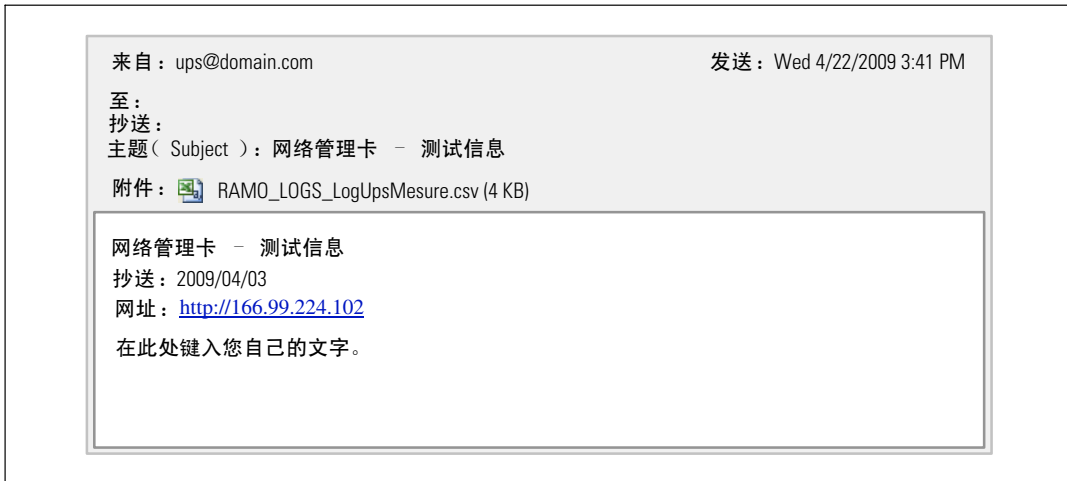 来自：ups@domain.com 发送：Wed 4/22/2009 3:41 PM
至：
抄送：
主题（ Subject ）：网络管理卡 – 测试信息
附件： RAMO_LOGS_LogUpsMesure.csv (4 KB)
网络管理卡 – 测试信息
抄送：2009/04/03
网址：http://166.99.224.102
在此处键入您自己的文字。